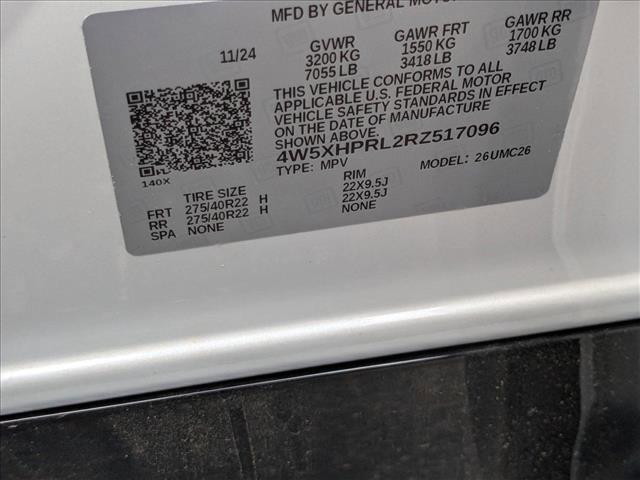 MFD BY GENERAL MOTOR
11/24 GVWR GAWR FRT GAWR RR
3200 KG 1550 KG 1700 KG
7055 LB 3418 LB 3748 LB
THIS VEHICLE CONFORMS TO ALL
APPLICABLE U.S. FEDERAL MOTOR
VEHICLE SAFETY STANDARDS IN EFFECT
ON THE DATE OF MANUFACTURE
SHOWN ABOVE.
4W5XHPRL2RZ517096
TYPE: MPV MODEL: 26UMC26
140X
TIRE SIZE RIM
FRT 275/40R22 H 22X9.5J
RR 275/40R22 H 22X9.5J
SPA NONE NONE